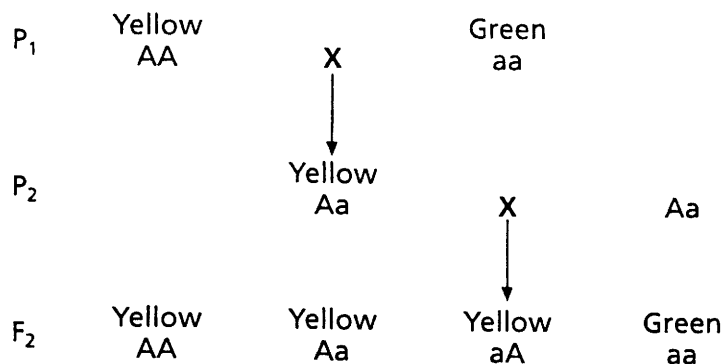 P₁ Yellow Green
AA X aa
Yellow
P₂ Aa X Aa
F₂ Yellow Yellow Yellow Green
AA Aa aA aa